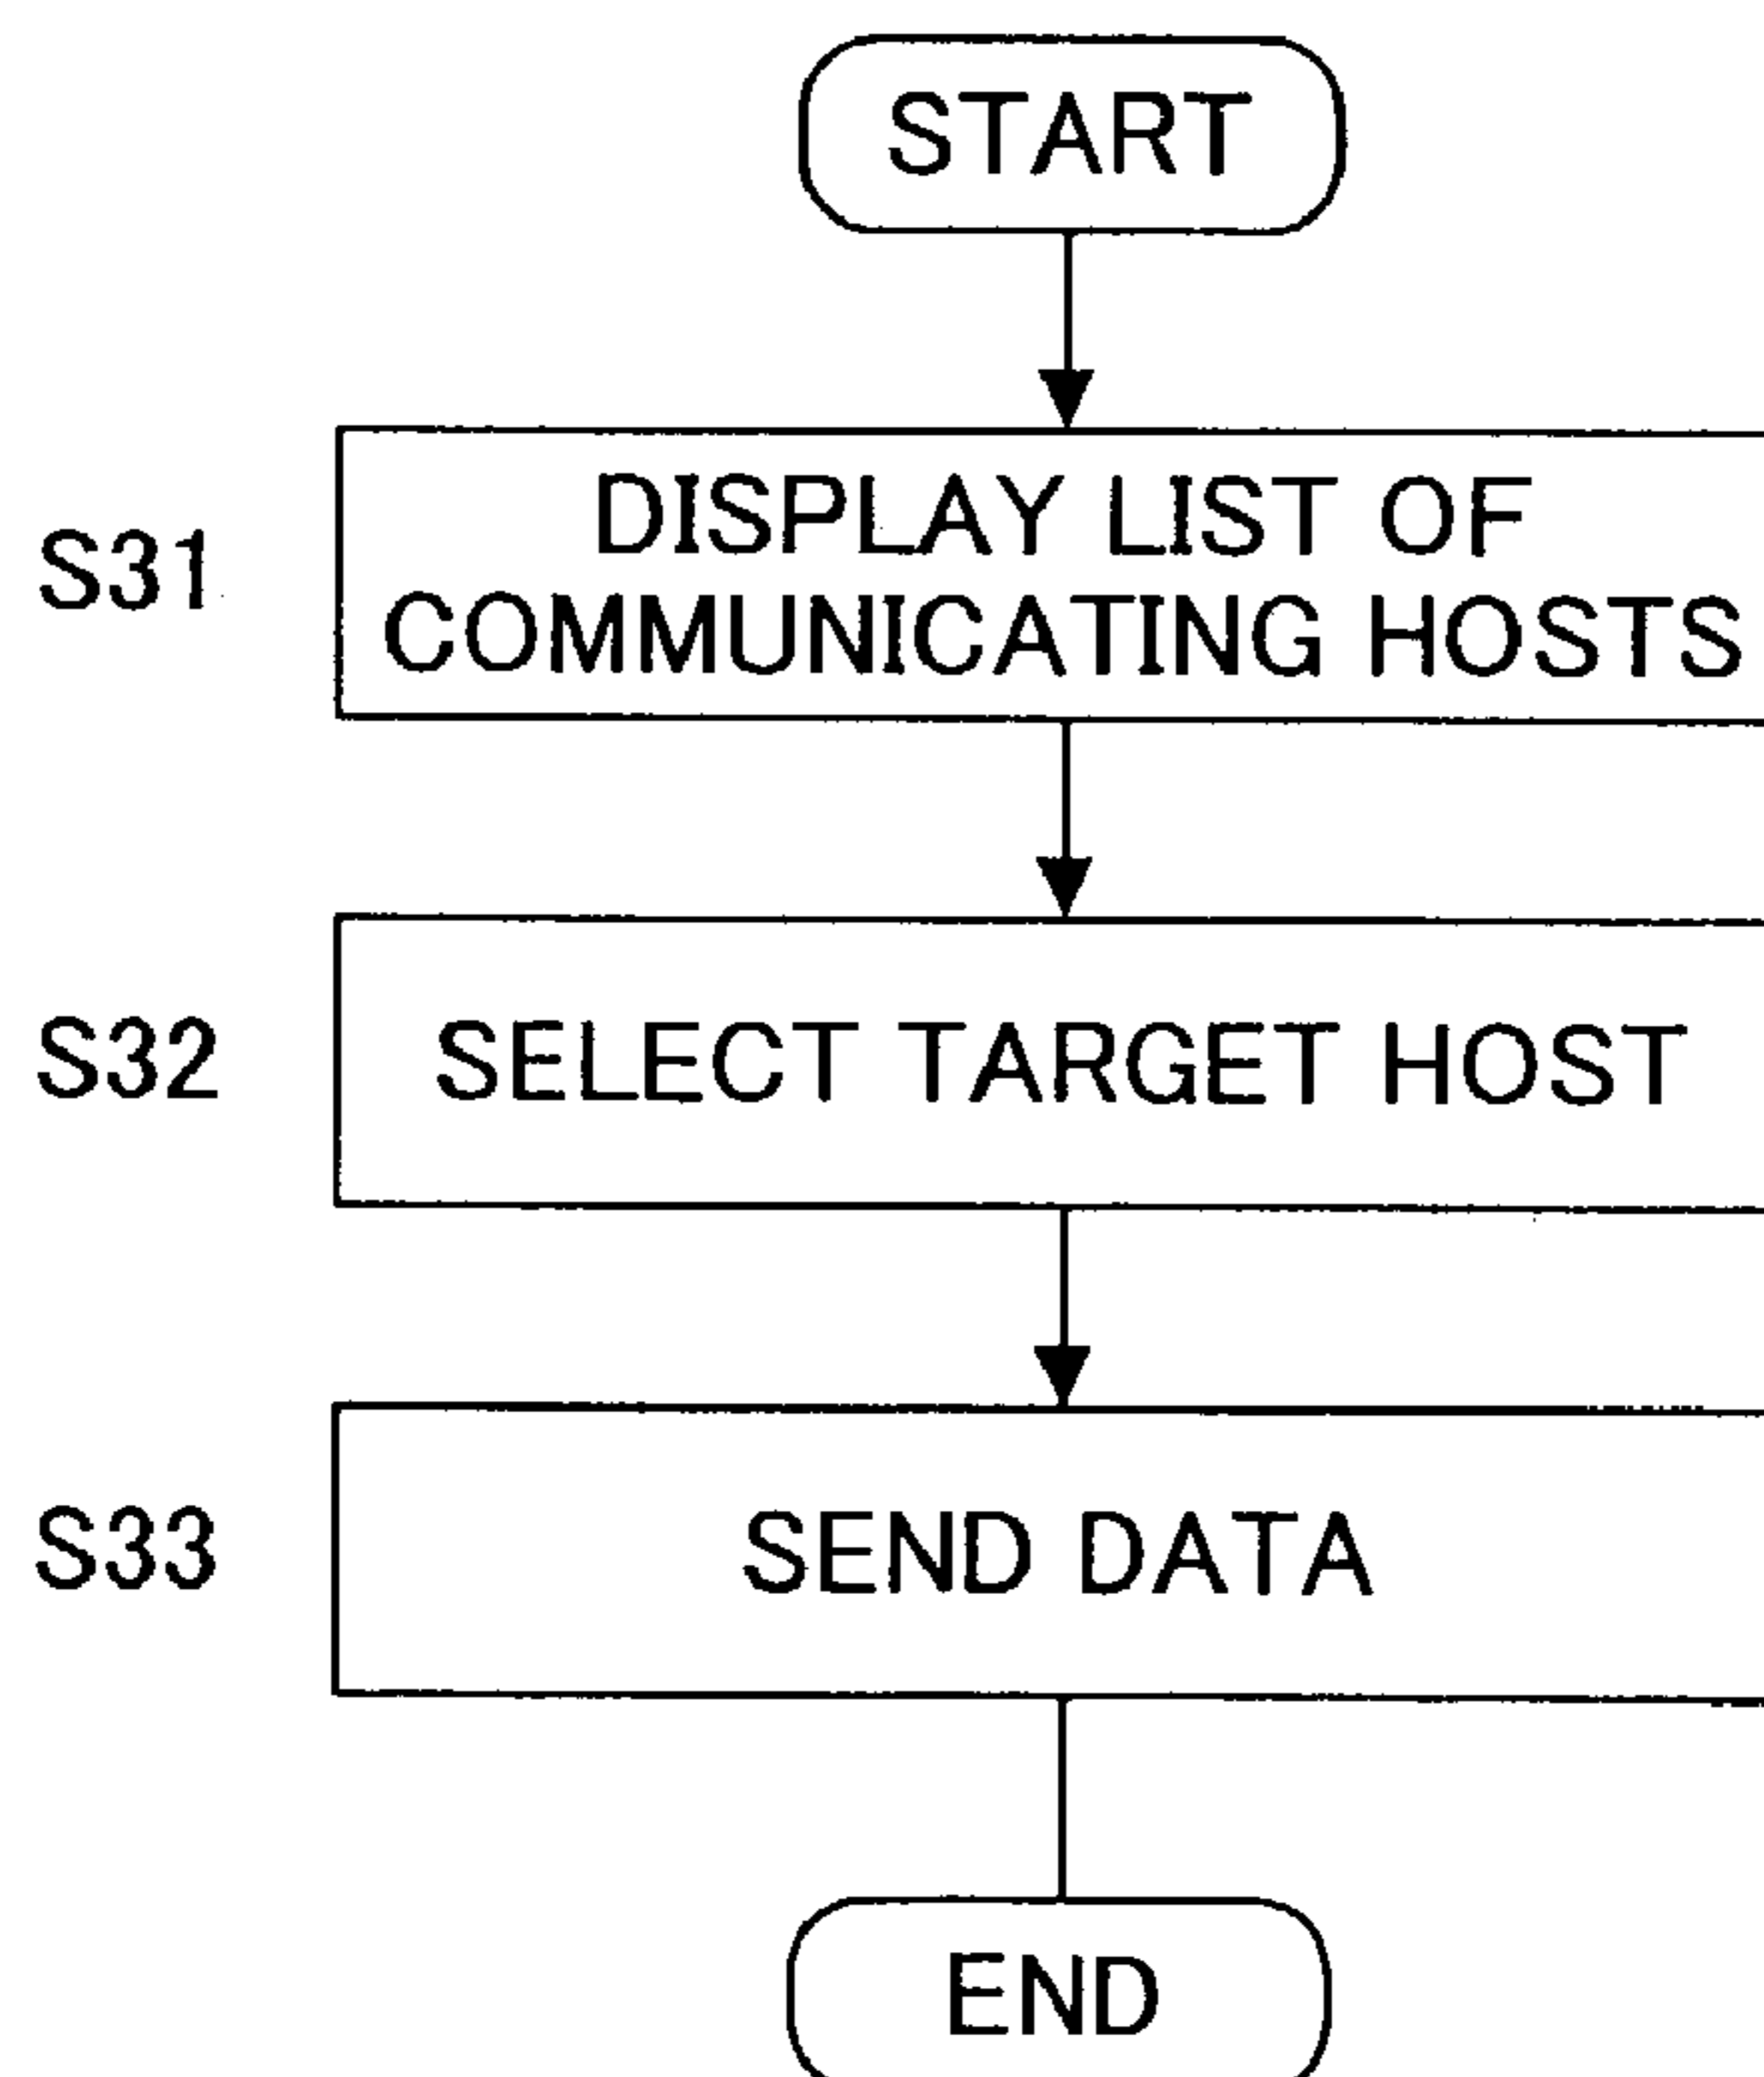 START
S31
DISPLAY LIST OF
COMMUNICATING HOSTS
S32
SELECT TARGET HOST
S33
SEND DATA
END